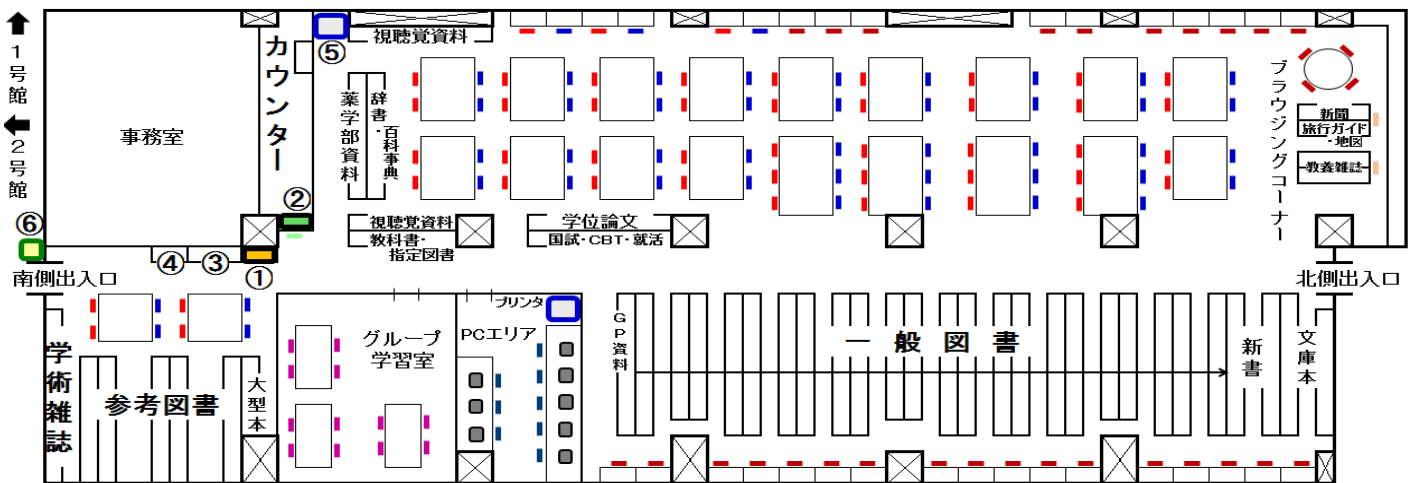 1号館
2号館
事務室
カウンター
⑤
視聴覚資料
薬学部資料
辞書・百科事典
ブラウジングコーナー
新聞
旅行ガイド
・地図
教養雑誌
②
⑥
④
③
①
視聴覚資料
教科書・
指定図書
学位論文
国試・CBT・就活
南側出入口
北側出入口
学術雑誌
参考図書
大型本
グループ
学習室
PCエリア
プリンタ
GP資料
一般図書
新書
文庫本